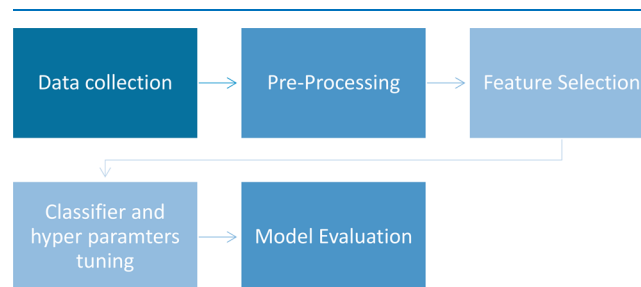 Data collection
Pre-Processing
Feature Selection
Classifier and
hyper paramters
tuning
Model Evaluation